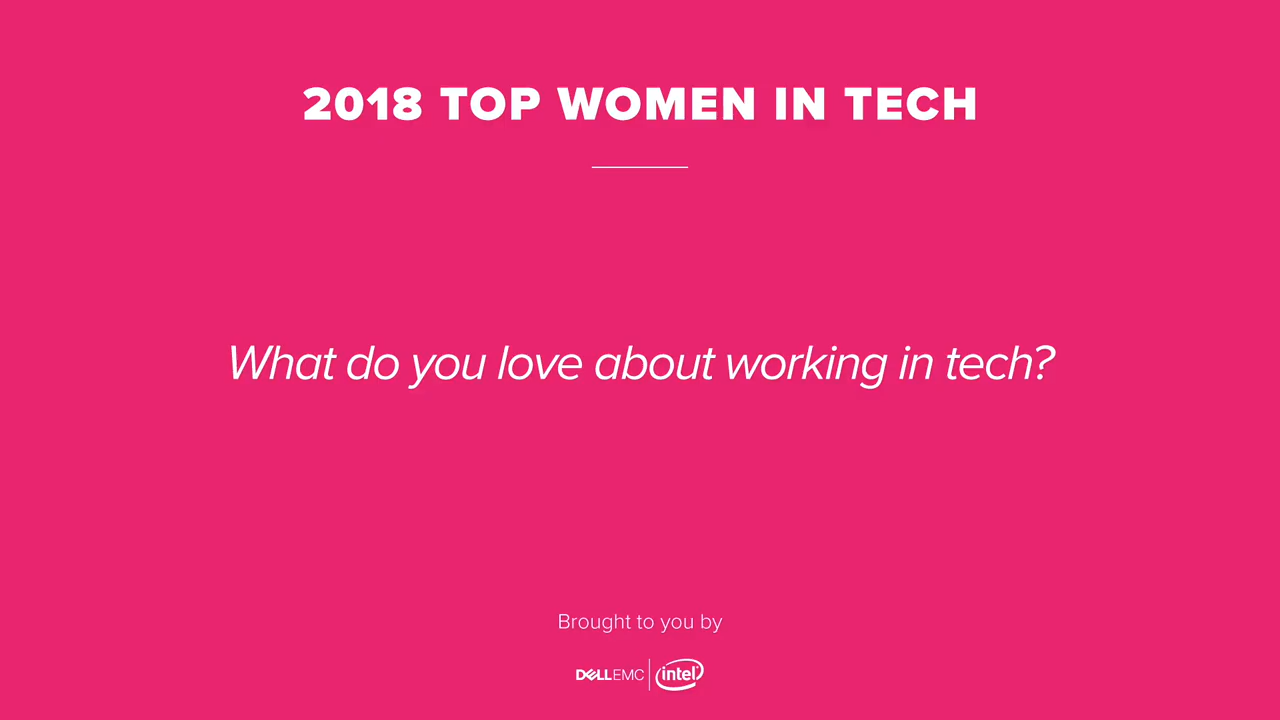 2018 TOP WOMEN IN TECH
What do you love about working in tech?
Brought to you by
DELLEMC intel